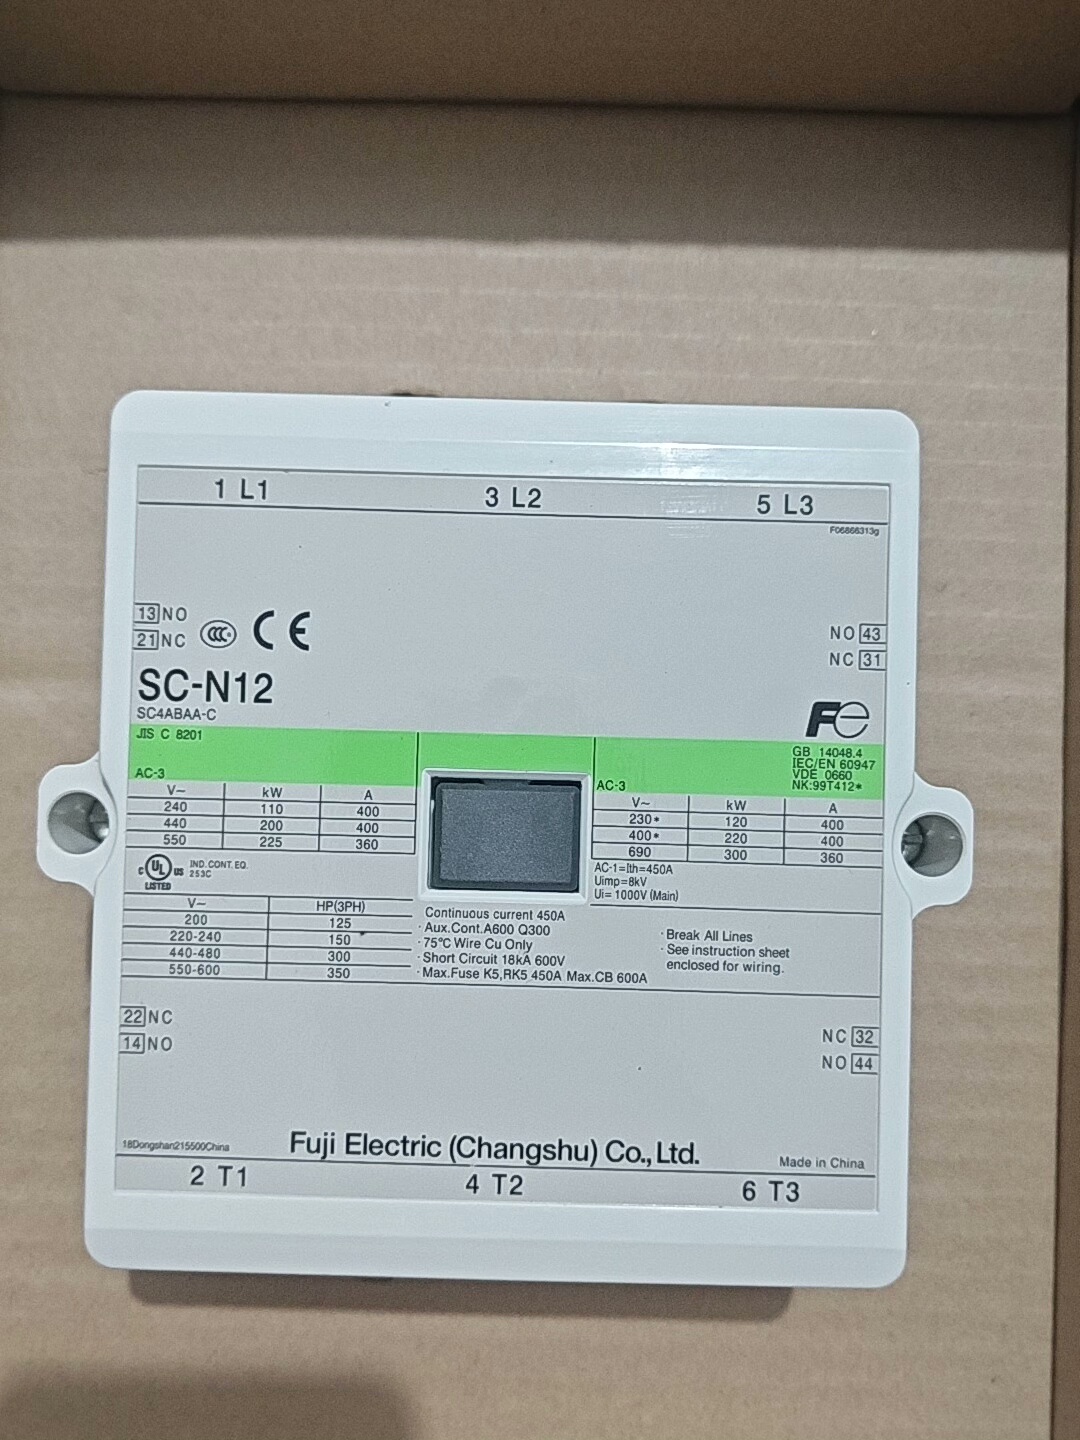 1 L1 3 L2 5 L3
F06866313g
13 NO
21 NC
CCC CE
NO 43
NC 31
SC-N12
SC4ABAA-C
Fe
JIS C 8201
AC-3
V~ kW A
240 110 400
440 200 400
550 225 360
GB 14048.4
IEC/EN 60947
VDE 0660
NK:99T412*
AC-3
V~ kW A
230* 120 400
400* 220 400
690 300 360
AC-1=Ith=450A
Uimp=8kV
Ui=1000V (Main)
c UL us IND.CONT.EQ.
LISTED 253C
V~ HP(3PH)
200 125
220-240 150
440-480 300
550-600 350
Continuous current 450A
·Aux.Cont.A600 Q300
·75℃ Wire Cu Only
·Short Circuit 18kA 600V
·Max.Fuse K5,RK5 450A Max.CB 600A
·Break All Lines
·See instruction sheet
enclosed for wiring.
22 NC
14 NO
NC 32
NO 44
18Dongshan215500China
Fuji Electric (Changshu) Co., Ltd.
Made in China
2 T1 4 T2 6 T3